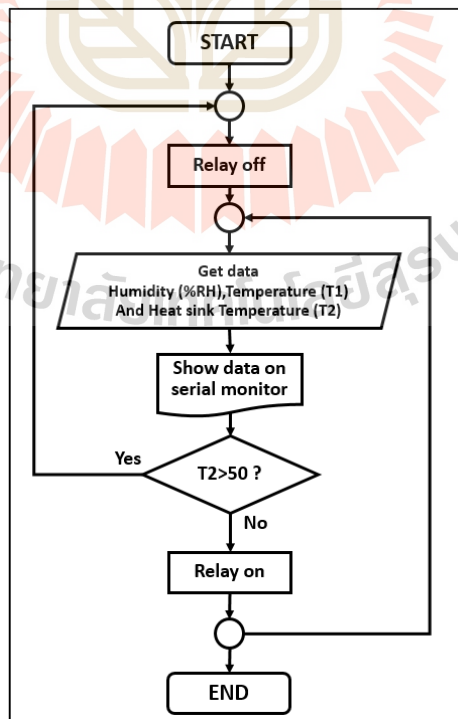 START
Relay off
Get data
Humidity (%RH),Temperature (T1)
And Heat sink Temperature (T2)
Show data on
serial monitor
Yes
T2>50 ?
No
Relay on
END